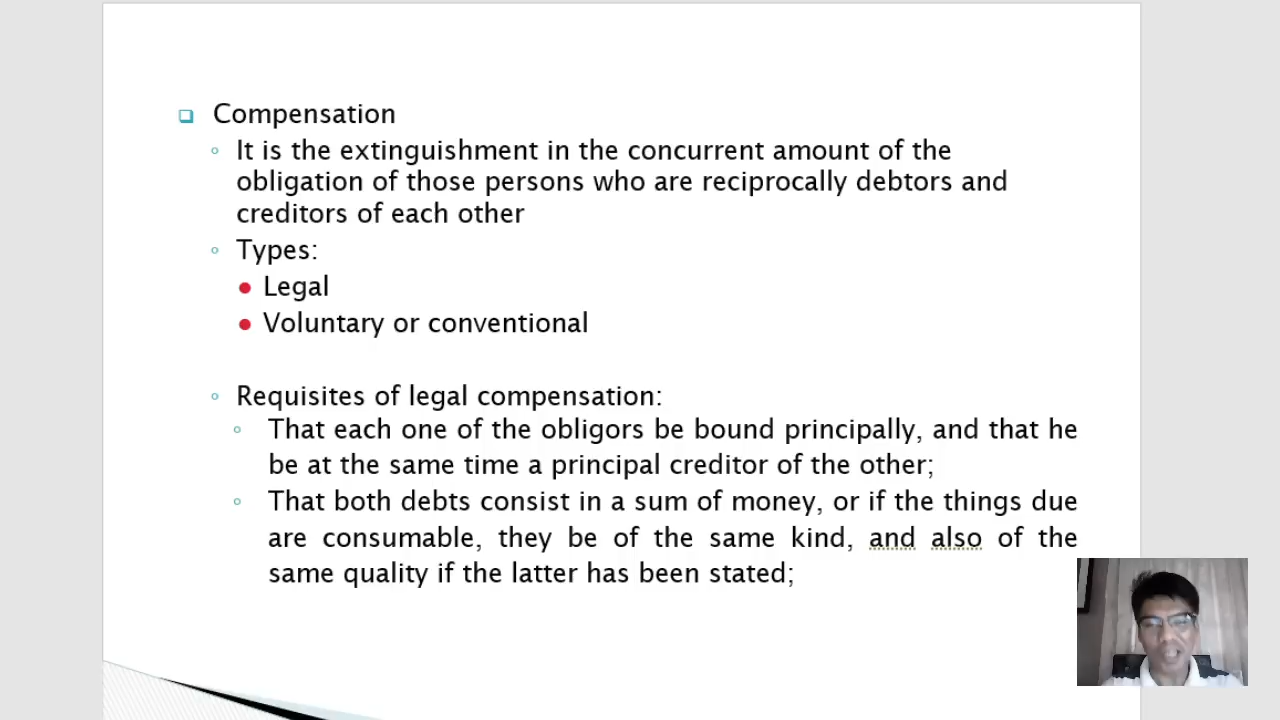 Compensation
It is the extinguishment in the concurrent amount of the
obligation of those persons who are reciprocally debtors and
creditors of each other
Types:
Legal
Voluntary or conventional
Requisites of legal compensation:
That each one of the obligors be bound principally, and that he
be at the same time a principal creditor of the other;
That both debts consist in a sum of money, or if the things due
are consumable, they be of the same kind, and also of the
same quality if the latter has been stated;